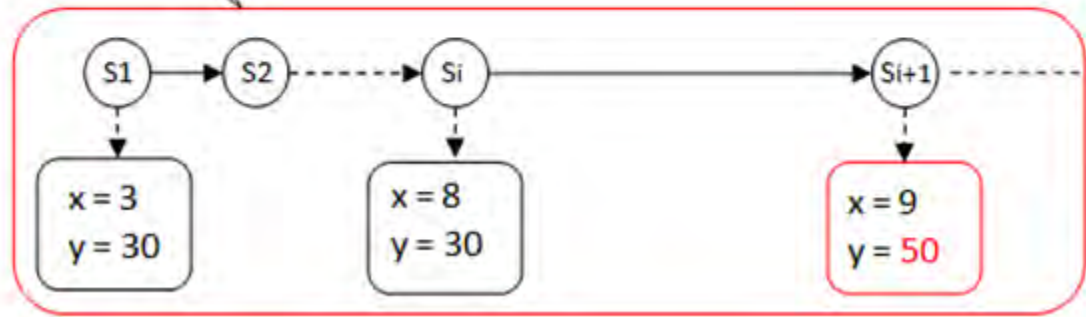 S1
S2
Si
Si+1
x = 3
y = 30
x = 8
y = 30
x = 9
y = 50